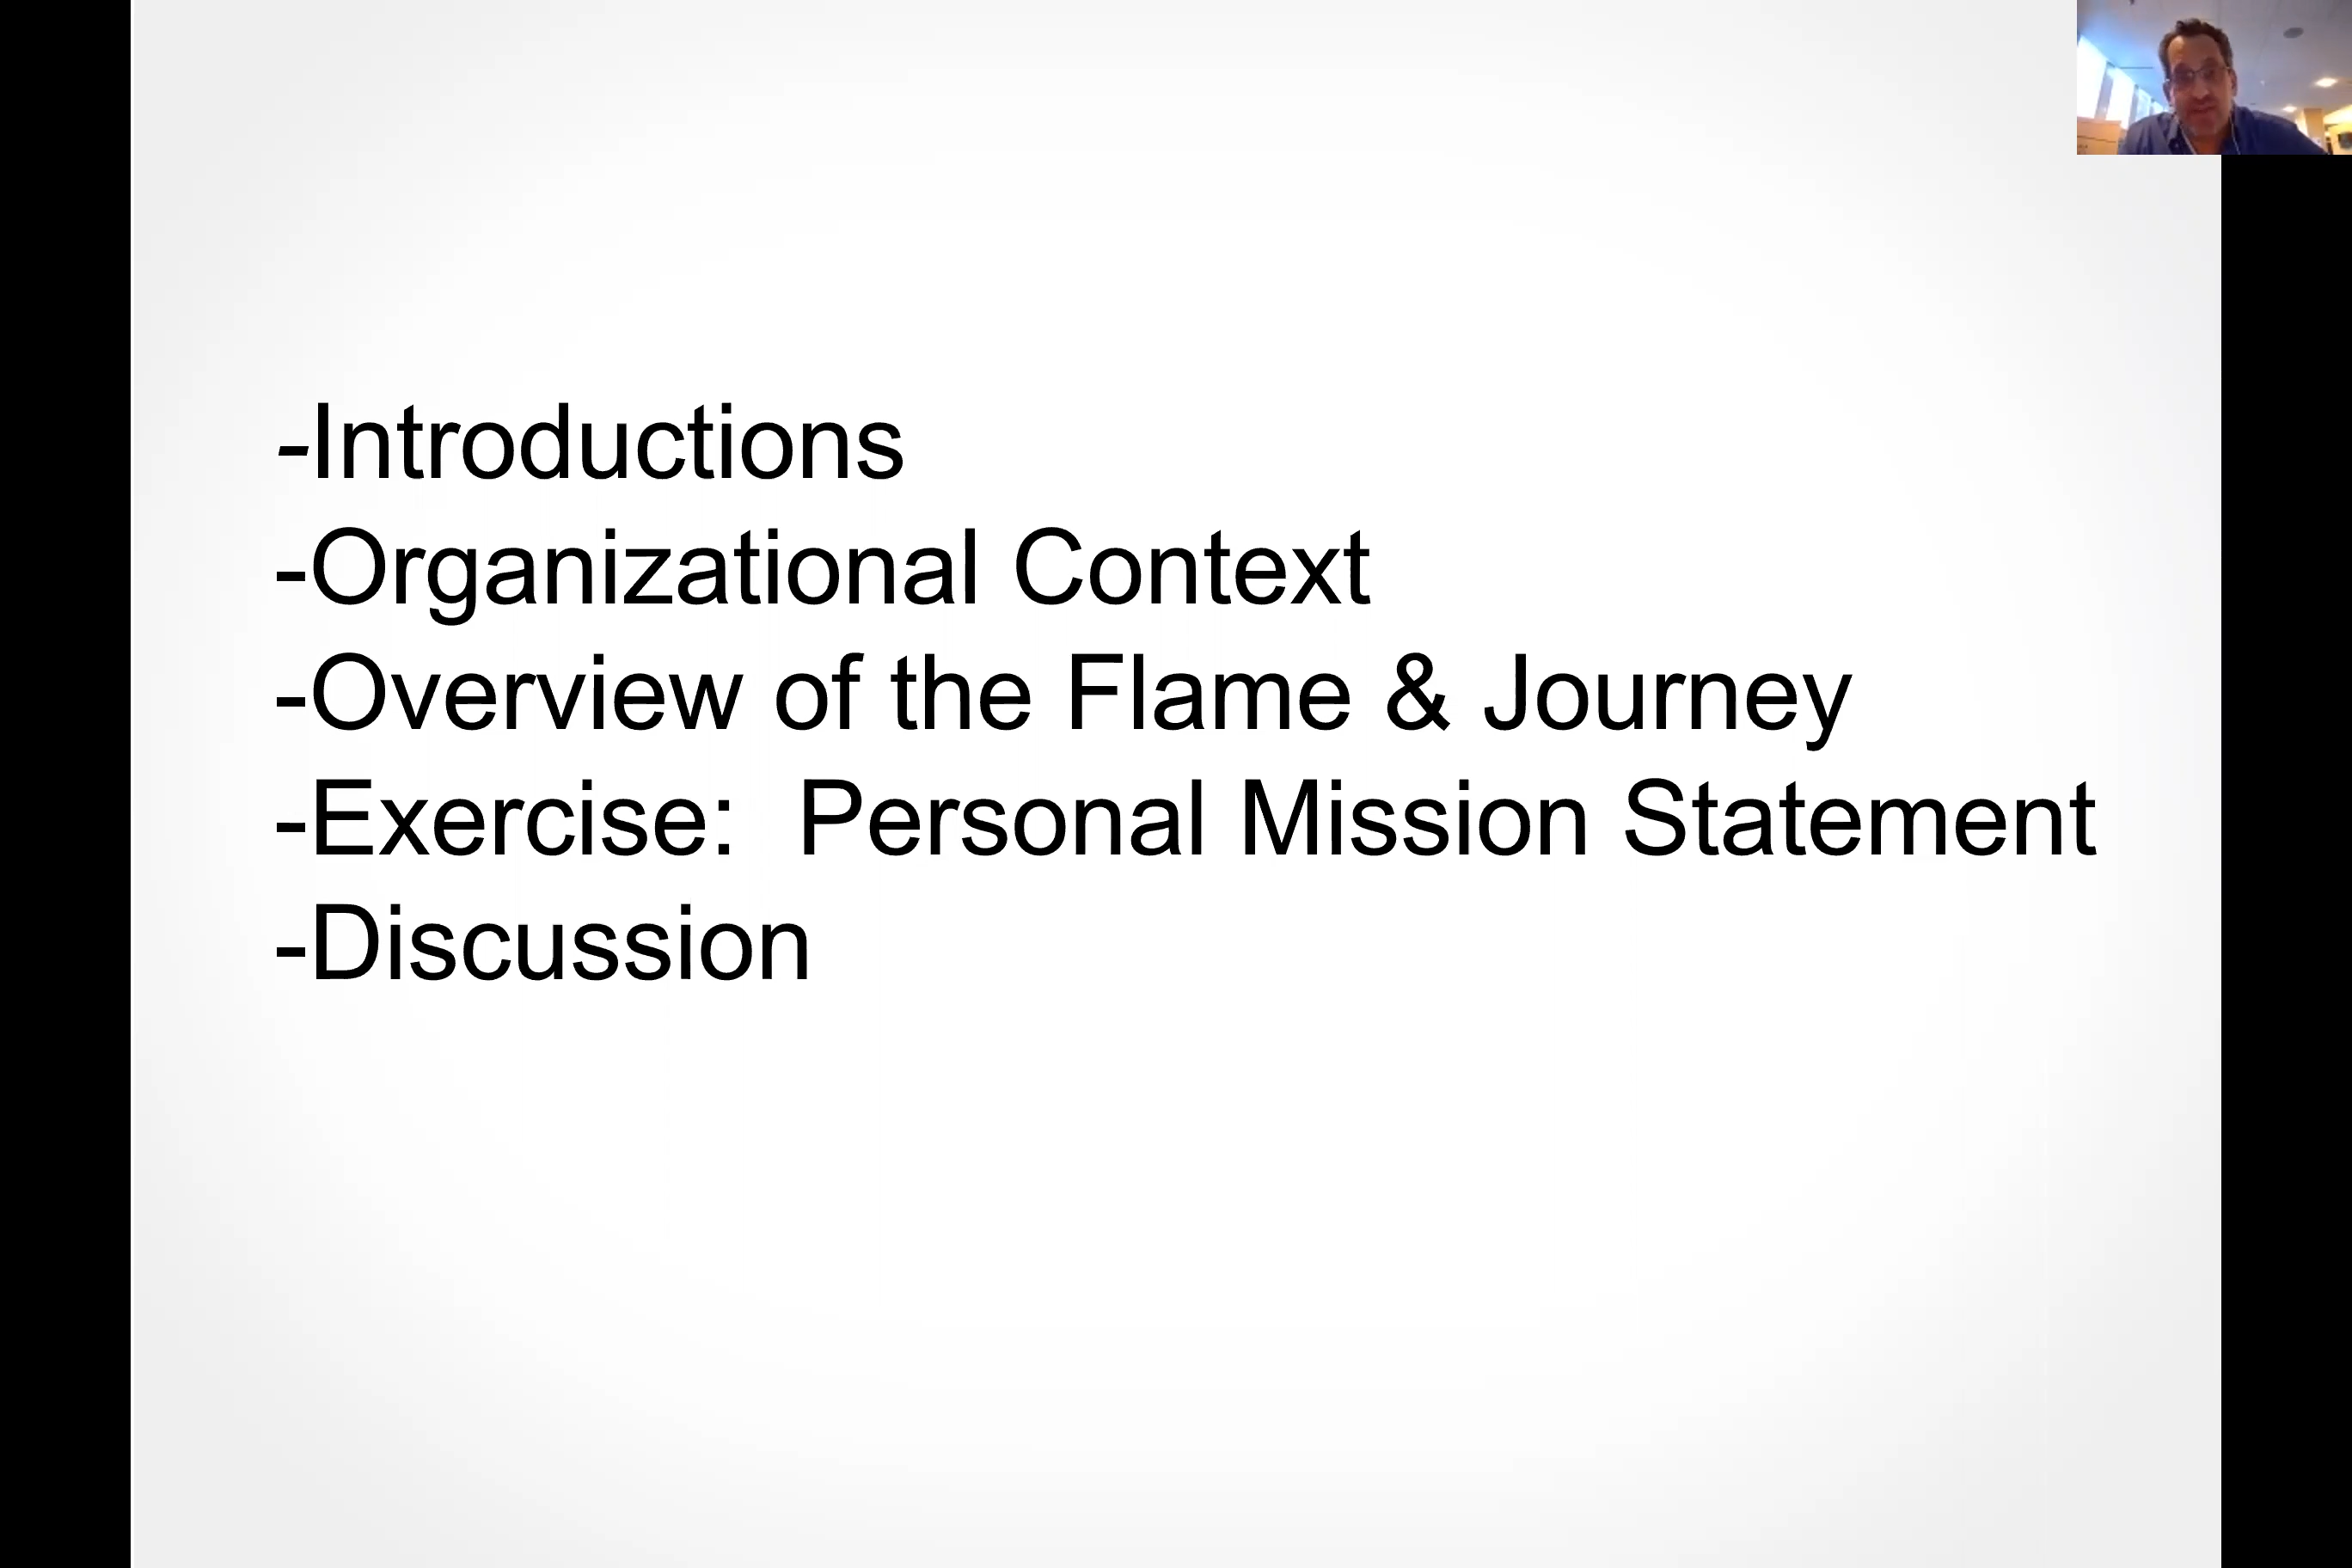 -Introductions
-Organizational Context
-Overview of the Flame & Journey
-Exercise:  Personal Mission Statement
-Discussion